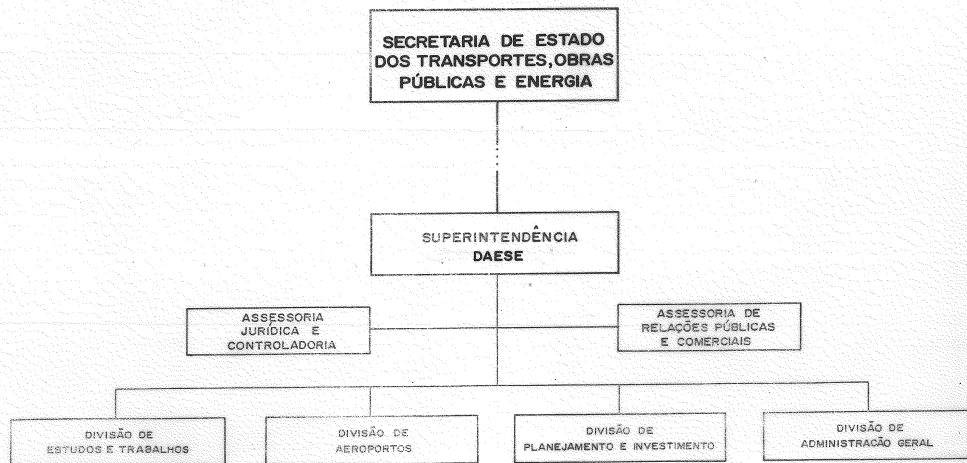 SECRETARIA DE ESTADO
DOS TRANSPORTES, OBRAS
PÚBLICAS E ENERGIA
SUPERINTENDÊNCIA
DAESE
ASSESSORIA
JURÍDICA E
CONTROLADORIA
ASSESSORIA DE
RELAÇÕES PÚBLICAS
E COMERCIAIS
DIVISÃO DE
ESTUDOS E TRABALHOS
DIVISÃO DE
AEROPORTOS
DIVISÃO DE
PLANEJAMENTO E INVESTIMENTO
DIVISÃO DE
ADMINISTRAÇÃO GERAL